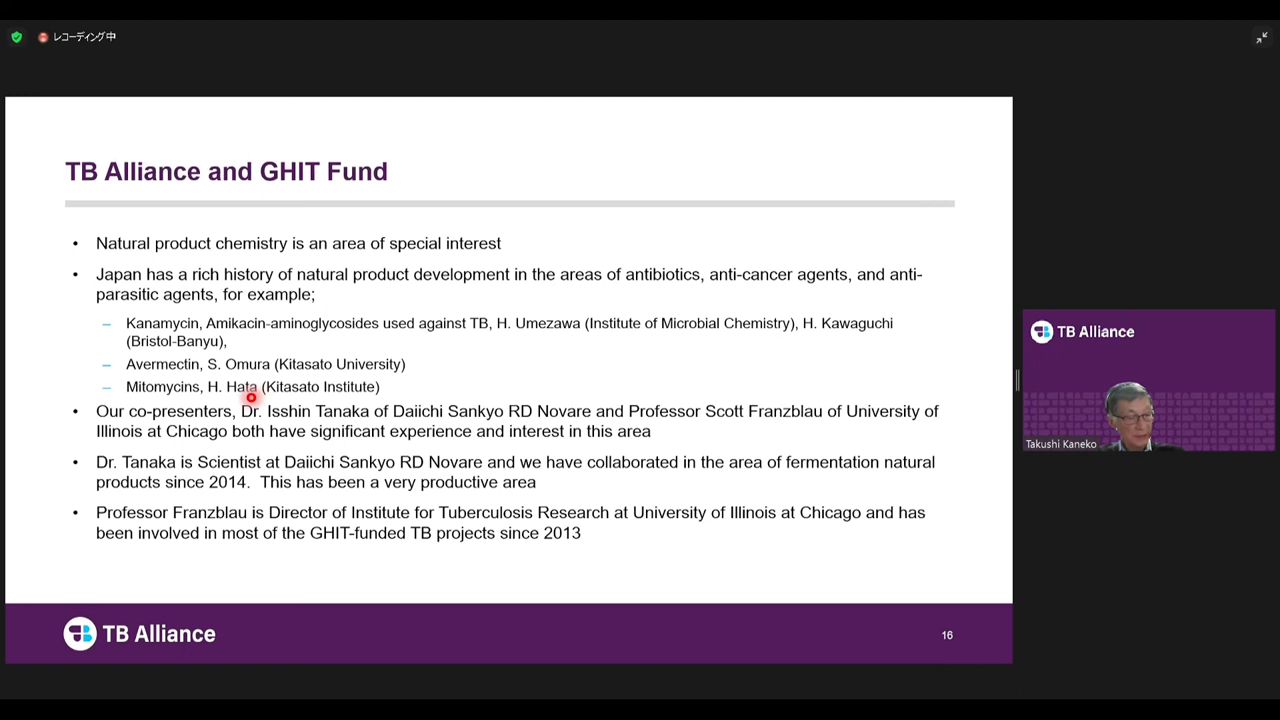 レコーディング中
TB Alliance and GHIT Fund
• Natural product chemistry is an area of special interest
• Japan has a rich history of natural product development in the areas of antibiotics, anti-cancer agents, and anti-
parasitic agents, for example;
– Kanamycin, Amikacin-aminoglycosides used against TB, H. Umezawa (Institute of Microbial Chemistry), H. Kawaguchi
(Bristol-Banyu),
– Avermectin, S. Omura (Kitasato University)
– Mitomycins, H. Hata (Kitasato Institute)
• Our co-presenters, Dr. Isshin Tanaka of Daiichi Sankyo RD Novare and Professor Scott Franzblau of University of
Illinois at Chicago both have significant experience and interest in this area
• Dr. Tanaka is Scientist at Daiichi Sankyo RD Novare and we have collaborated in the area of fermentation natural
products since 2014.  This has been a very productive area
• Professor Franzblau is Director of Institute for Tuberculosis Research at University of Illinois at Chicago and has
been involved in most of the GHIT-funded TB projects since 2013
TB Alliance
16
TB Alliance
Takushi Kaneko